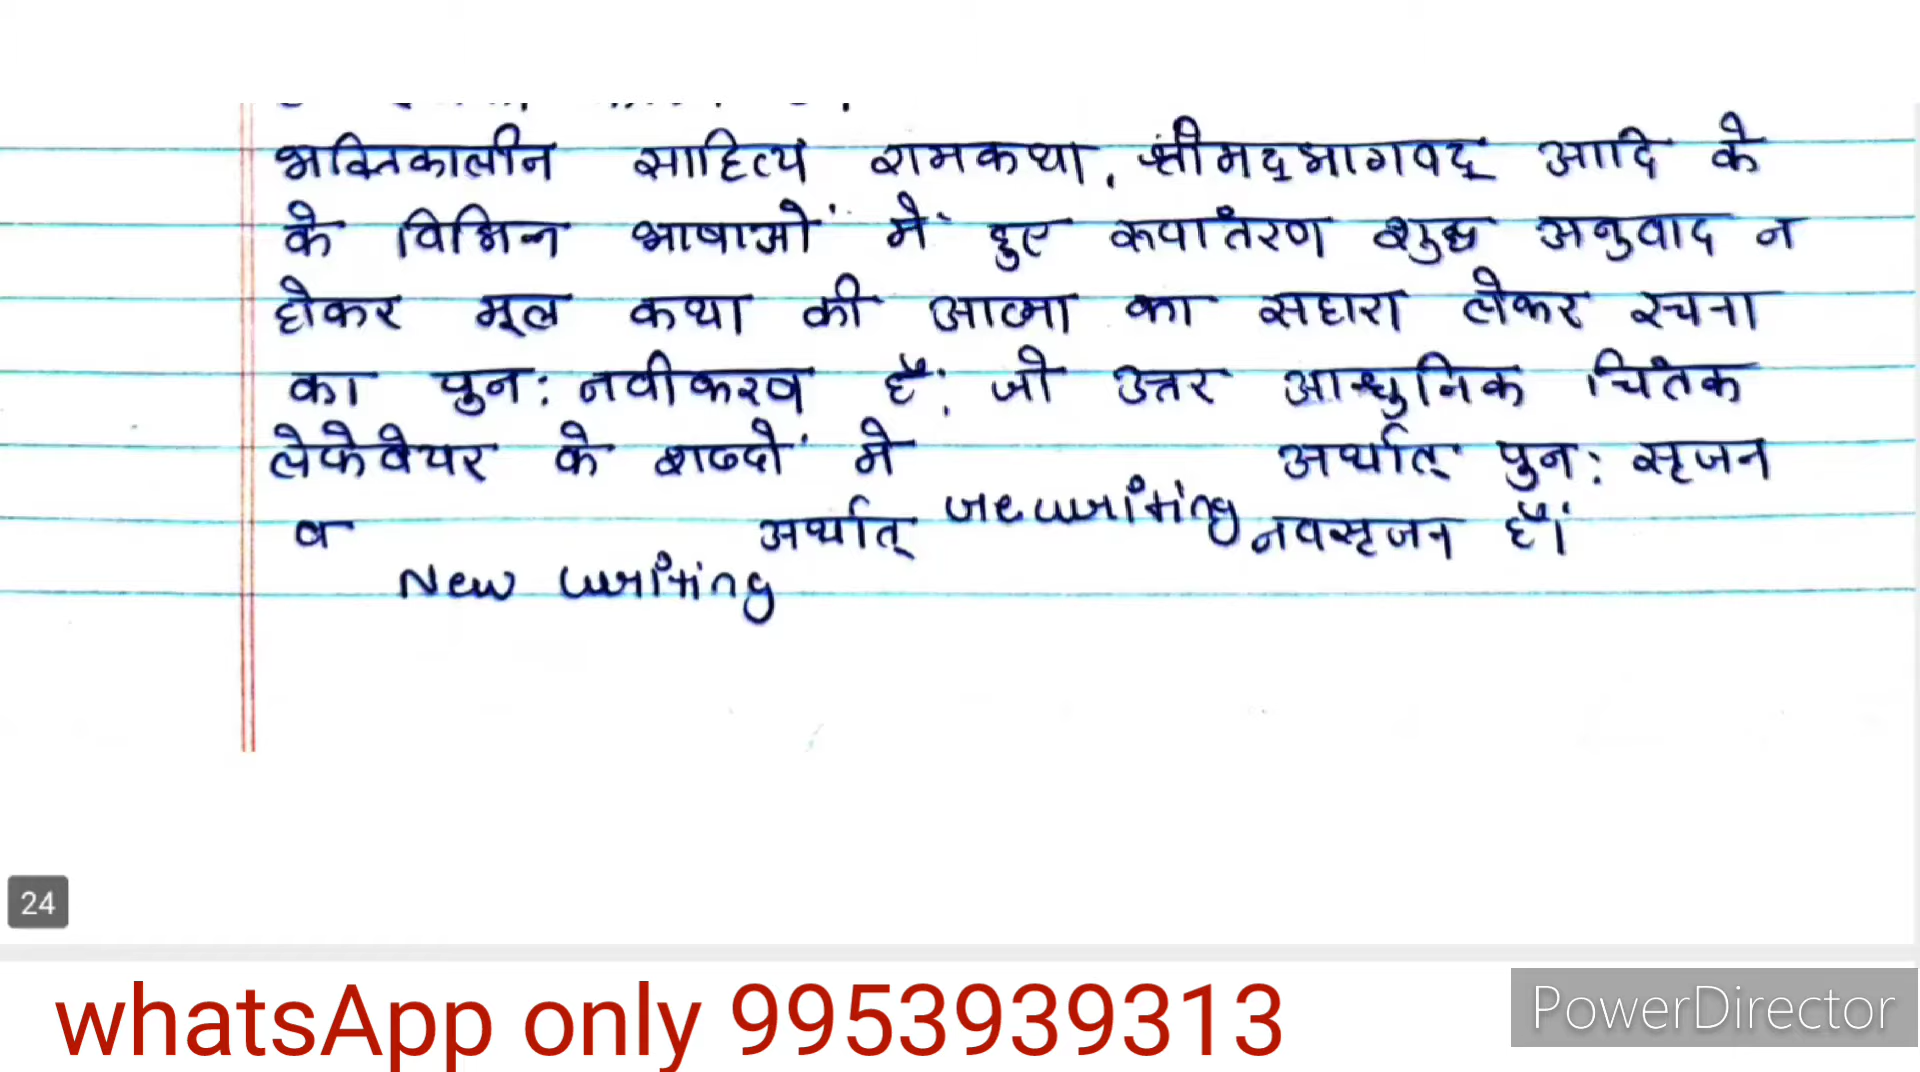 भक्तिकालीन साहित्य रामकथा, श्रीमद्भागवद् आदि के
के विभिन्न भाषाओं में हुए रूपांतरण शुद्ध अनुवाद न
होकर मूल कथा की आत्मा का सहारा लेकर रचना
का पुन: नवीकरव है; जो उत्तर आधुनिक चिंतक
लेफेवेयर के शब्दों में अर्थात् पुन: सृजन
व अर्थात् rewriting नवसृजन है।
New writing
24
whatsApp only 9953939313
PowerDirector